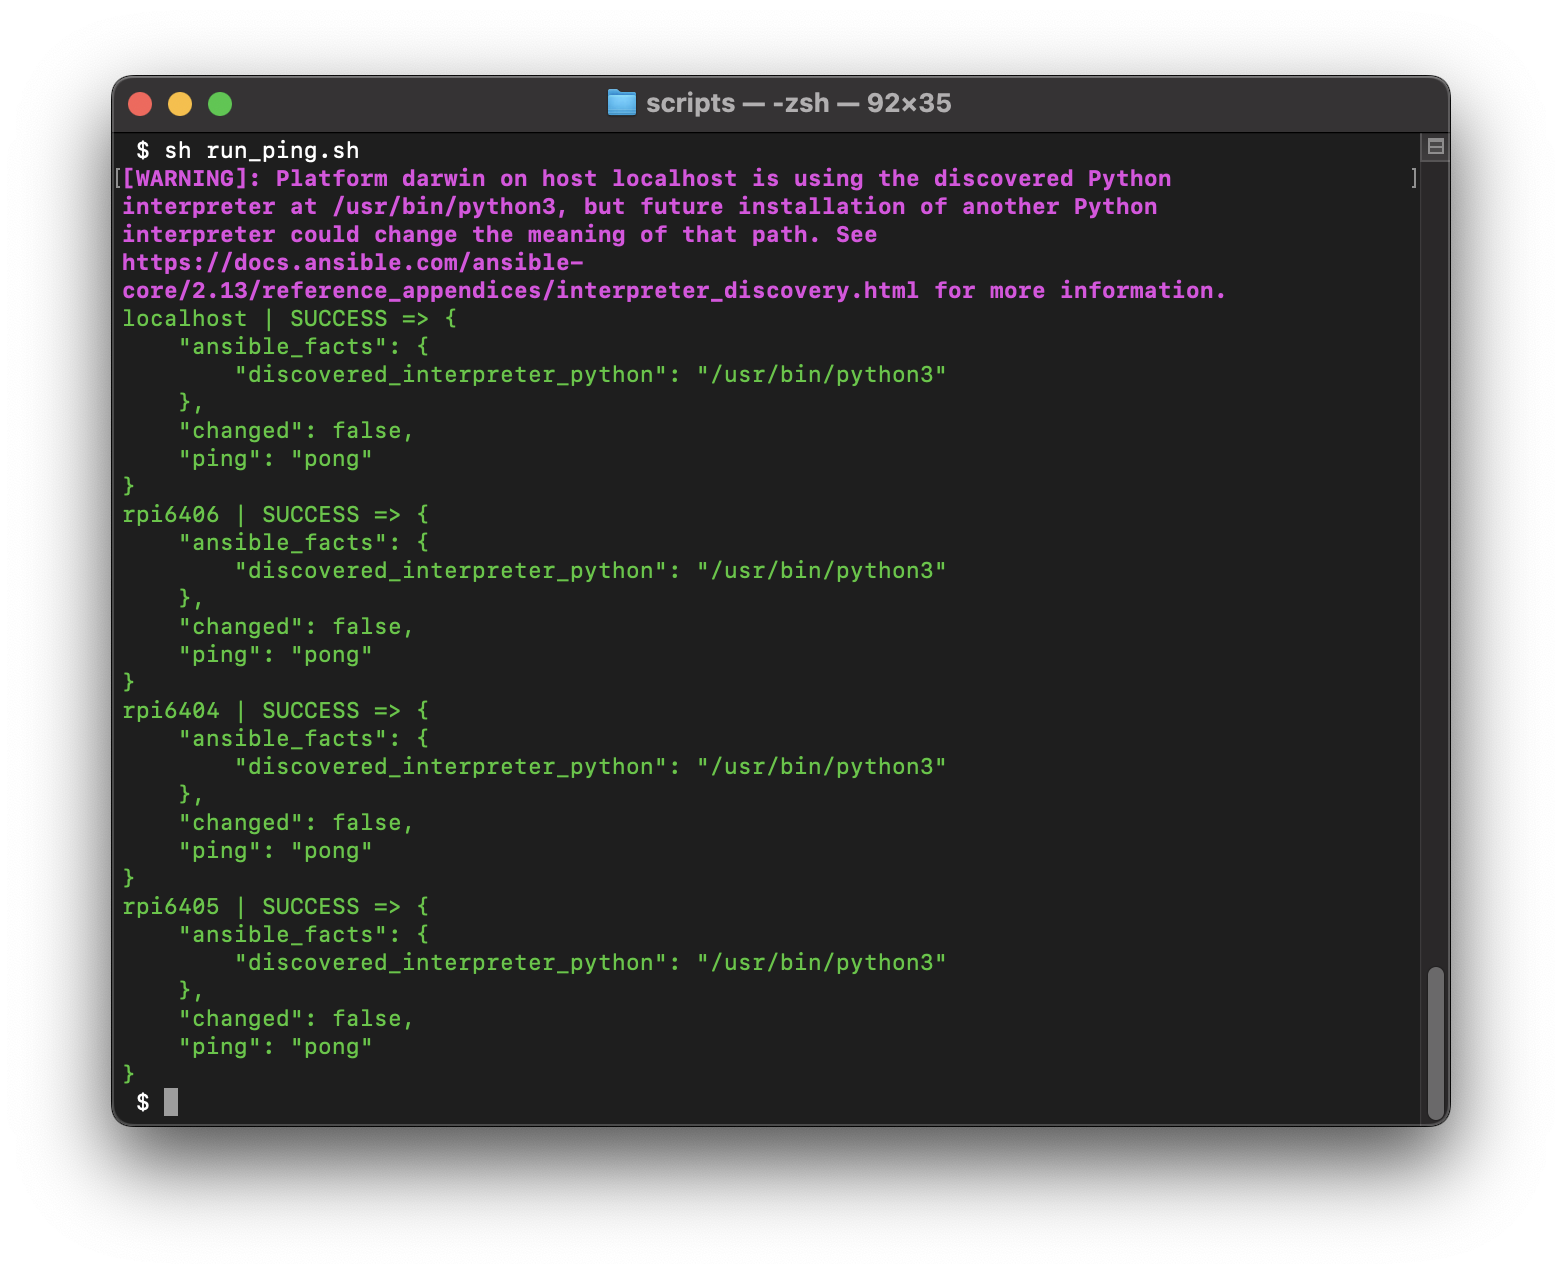 scripts — -zsh — 92×35
$ sh run_ping.sh
[[WARNING]: Platform darwin on host localhost is using the discovered Python ]
interpreter at /usr/bin/python3, but future installation of another Python
interpreter could change the meaning of that path. See
https://docs.ansible.com/ansible-
core/2.13/reference_appendices/interpreter_discovery.html for more information.
localhost | SUCCESS => {
    "ansible_facts": {
        "discovered_interpreter_python": "/usr/bin/python3"
    },
    "changed": false,
    "ping": "pong"
}
rpi6406 | SUCCESS => {
    "ansible_facts": {
        "discovered_interpreter_python": "/usr/bin/python3"
    },
    "changed": false,
    "ping": "pong"
}
rpi6404 | SUCCESS => {
    "ansible_facts": {
        "discovered_interpreter_python": "/usr/bin/python3"
    },
    "changed": false,
    "ping": "pong"
}
rpi6405 | SUCCESS => {
    "ansible_facts": {
        "discovered_interpreter_python": "/usr/bin/python3"
    },
    "changed": false,
    "ping": "pong"
}
$